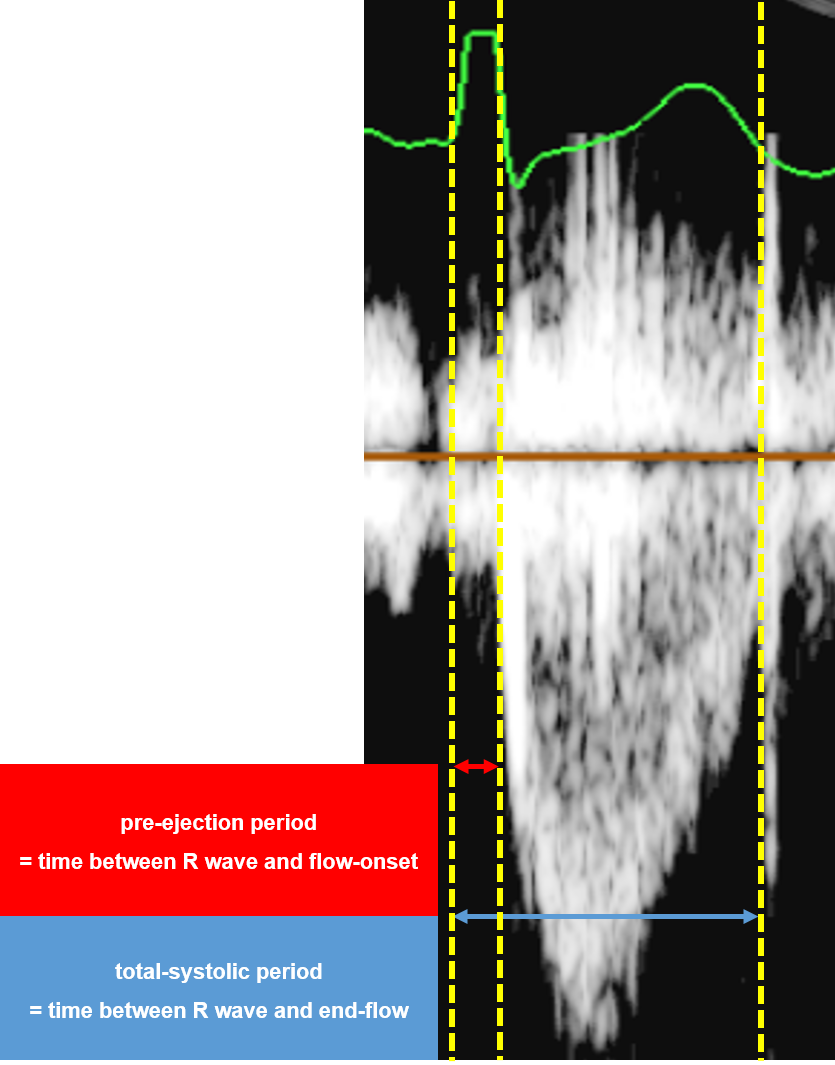 pre-ejection period
= time between R wave and flow-onset
total-systolic period
= time between R wave and end-flow